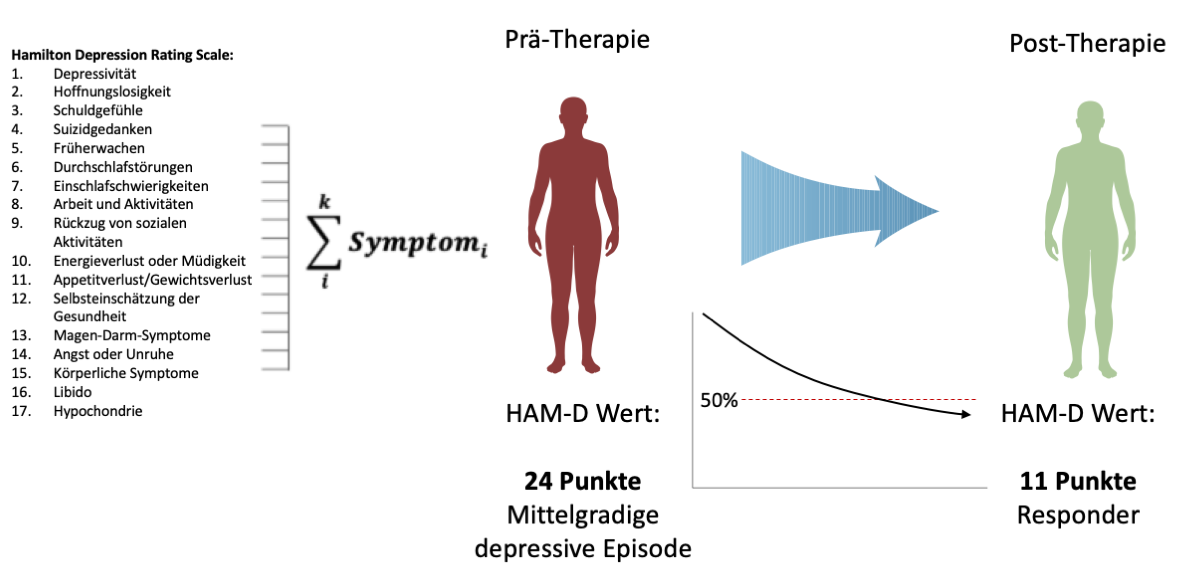 Prä-Therapie
Post-Therapie
Hamilton Depression Rating Scale:
1. Depressivität
2. Hoffnungslosigkeit
3. Schuldgefühle
4. Suizidgedanken
5. Früherwachen
6. Durchschlafstörungen
7. Einschlafschwierigkeiten
8. Arbeit und Aktivitäten
9. Rückzug von sozialen
Aktivitäten
10. Energieverlust oder Müdigkeit
11. Appetitverlust/Gewichtsverlust
12. Selbsteinschätzung der
Gesundheit
13. Magen-Darm-Symptome
14. Angst oder Unruhe
15. Körperliche Symptome
16. Libido
17. Hypochondrie
k
∑ Symptomᵢ
i
HAM-D Wert:
24 Punkte
Mittelgradige
depressive Episode
50%
HAM-D Wert:
11 Punkte
Responder